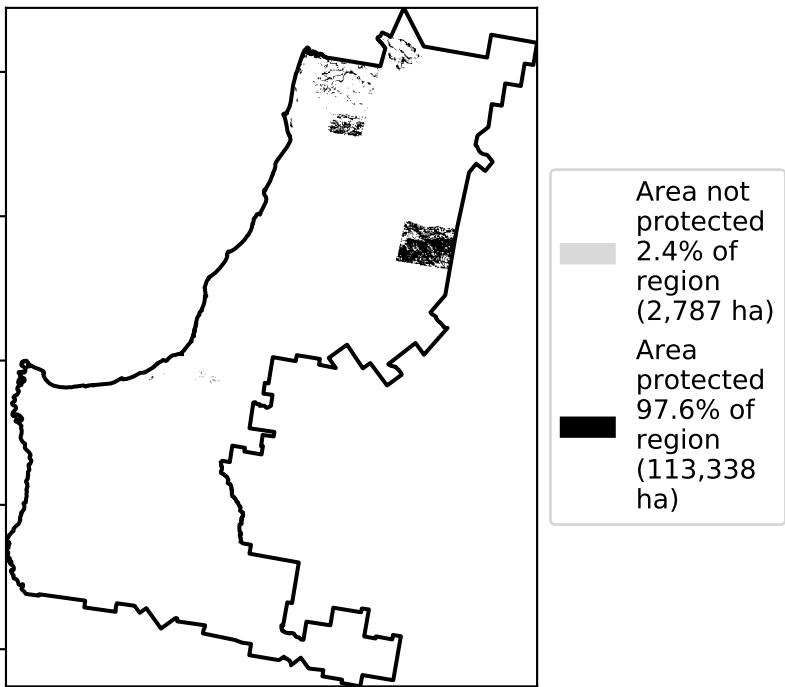 Area not
protected
2.4% of
region
(2,787 ha)
Area
protected
97.6% of
region
(113,338
ha)